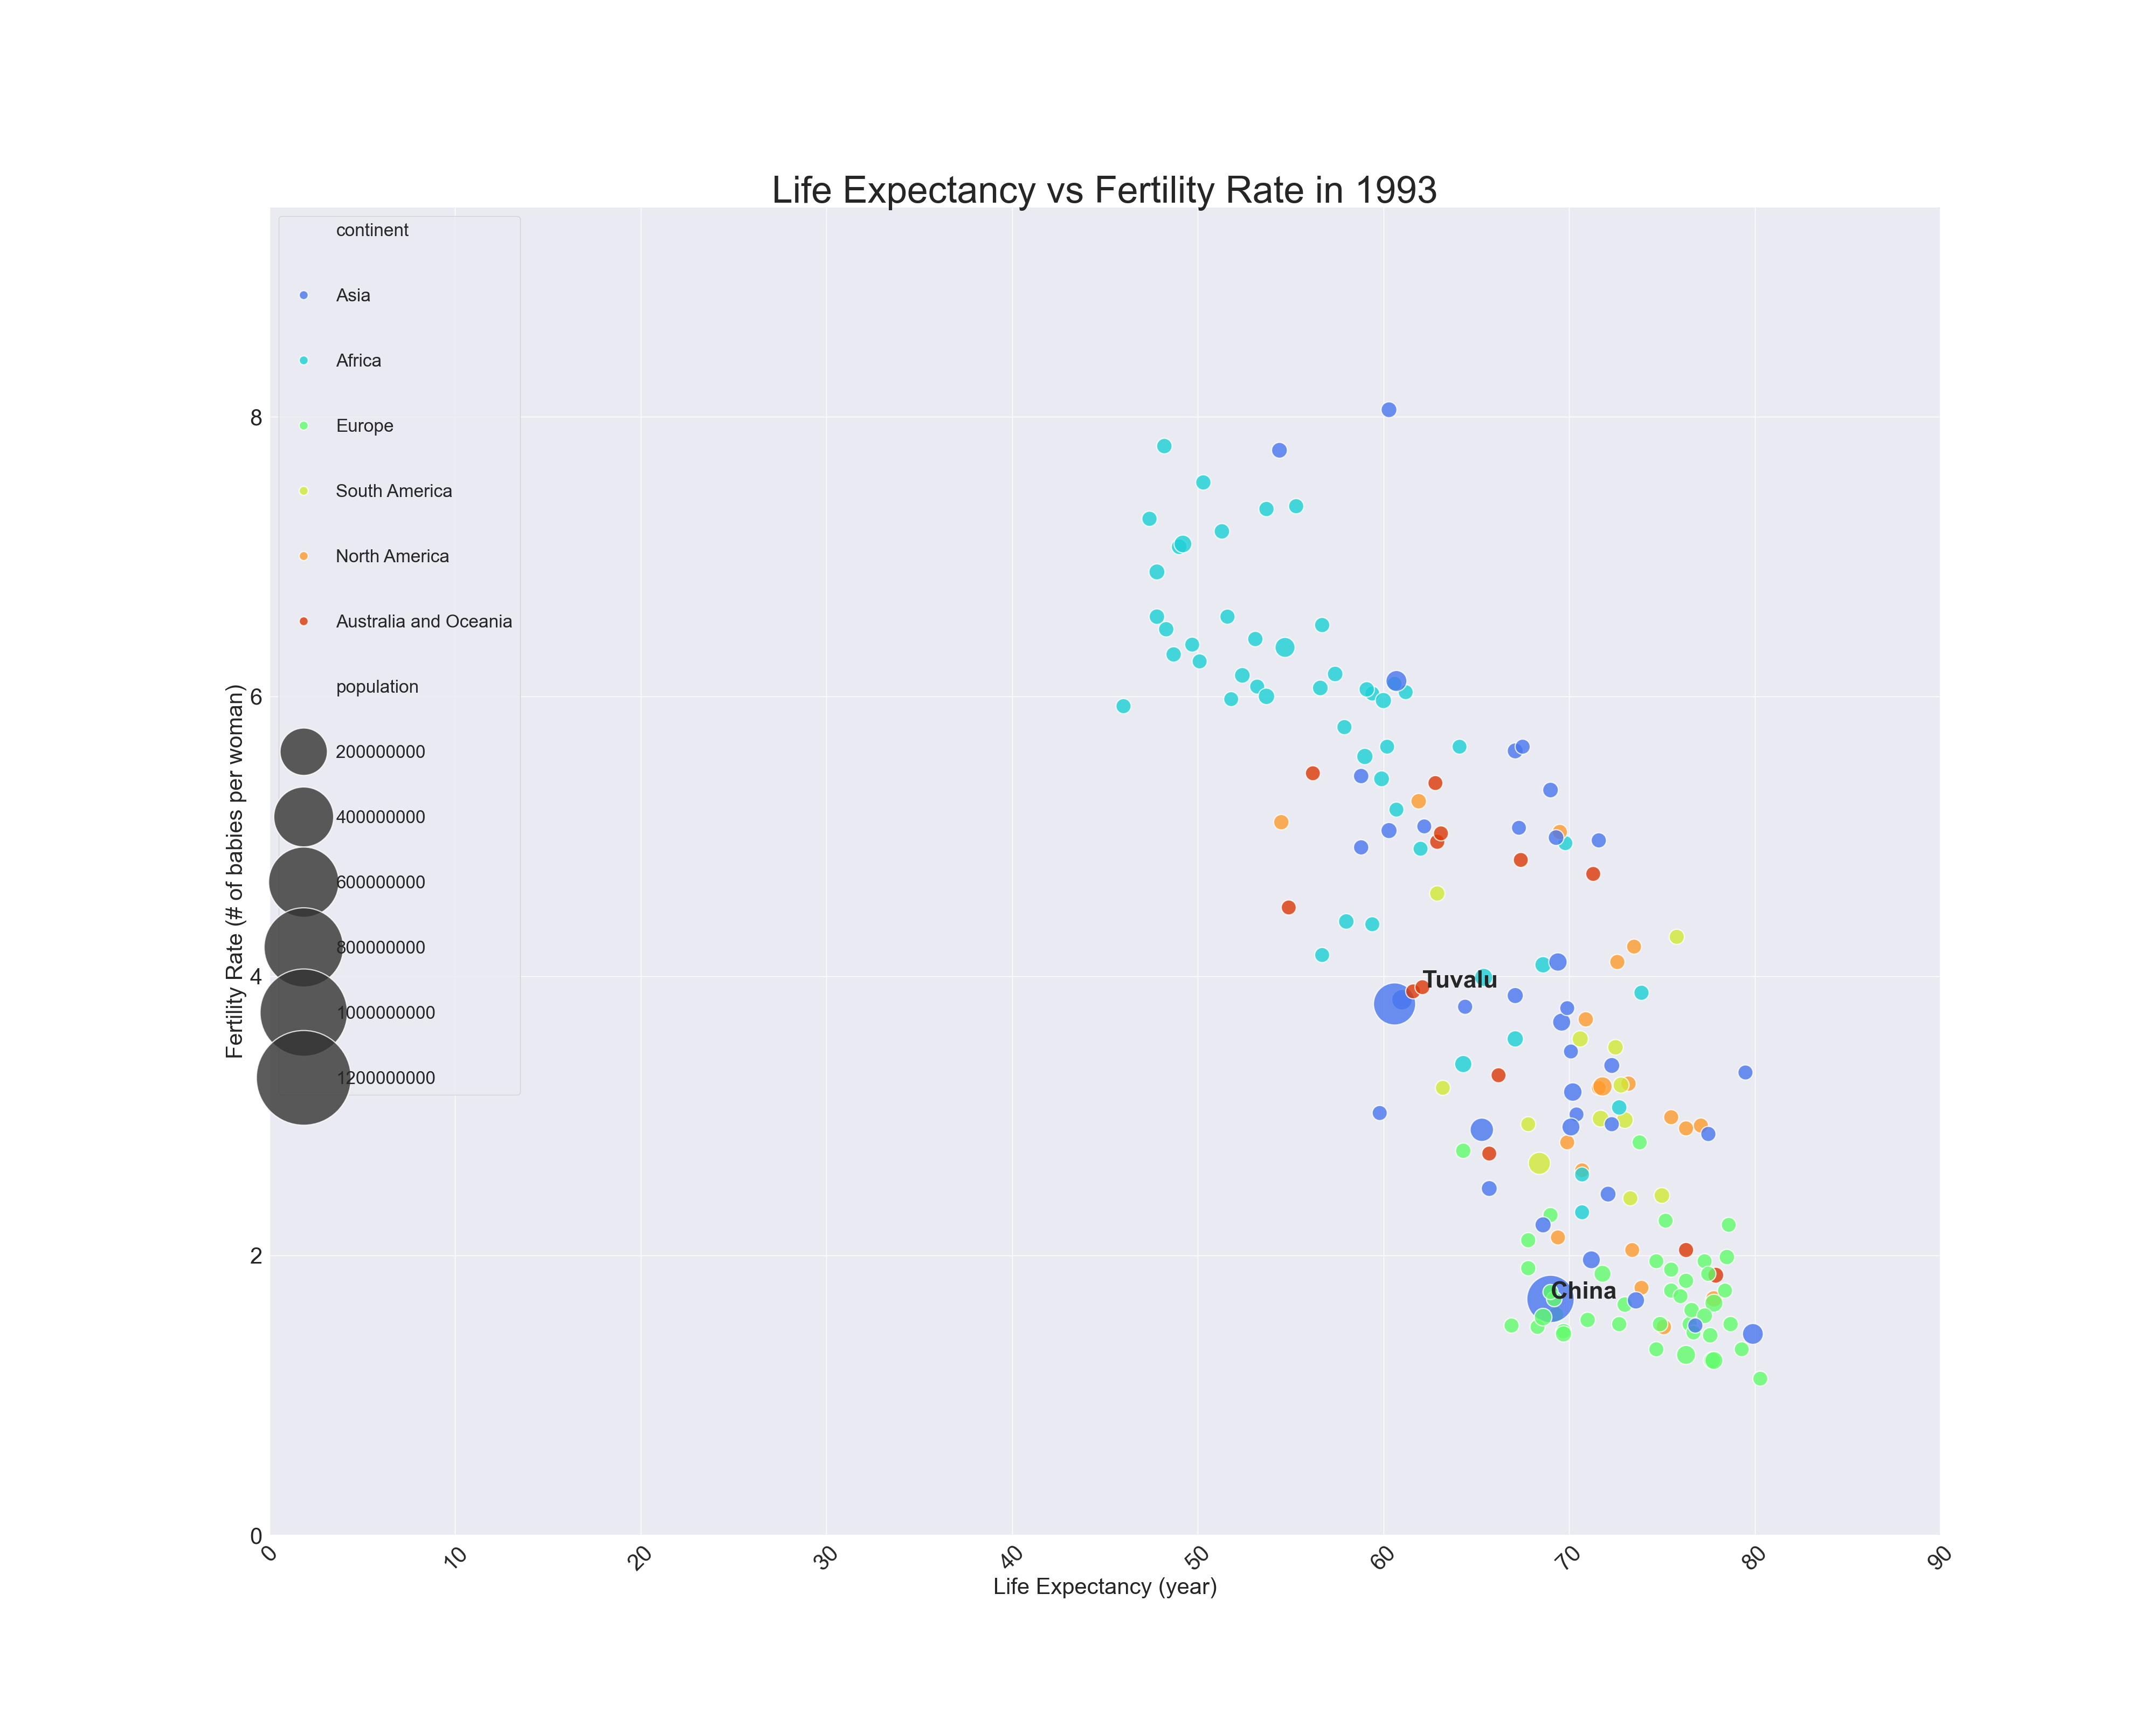 Life Expectancy vs Fertility Rate in 1993
continent
Asia
Africa
Europe
South America
North America
Australia and Oceania
population
200000000
400000000
600000000
800000000
1000000000
1200000000
Fertility Rate (# of babies per woman)
8
6
4
2
0
Tuvalu
China
0 10 20 30 40 50 60 70 80 90
Life Expectancy (year)